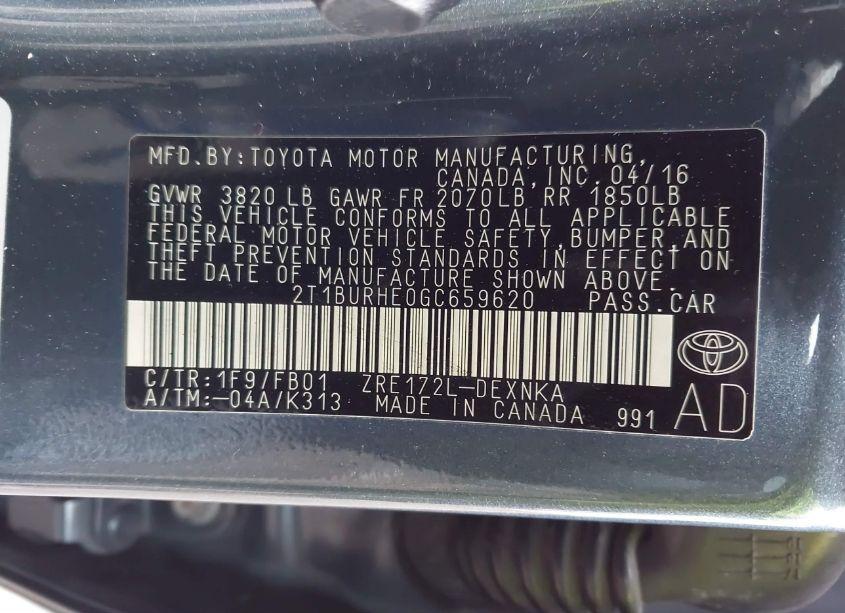 MFD.BY:TOYOTA MOTOR MANUFACTURING,
CANADA,INC.04/16
GVWR 3820LB GAWR FR 2070LB RR 1850LB
THIS VEHICLE CONFORMS TO ALL APPLICABLE
FEDERAL MOTOR VEHICLE SAFETY,BUMPER,AND
THEFT PREVENTION STANDARDS IN EFFECT ON
THE DATE OF MANUFACTURE SHOWN ABOVE.
2T1BURHE0GC659620 PASS.CAR
C/TR:1F9/FB01 ZRE172L-DEXNKA
A/TM:-04A/K313 MADE IN CANADA 991 AD